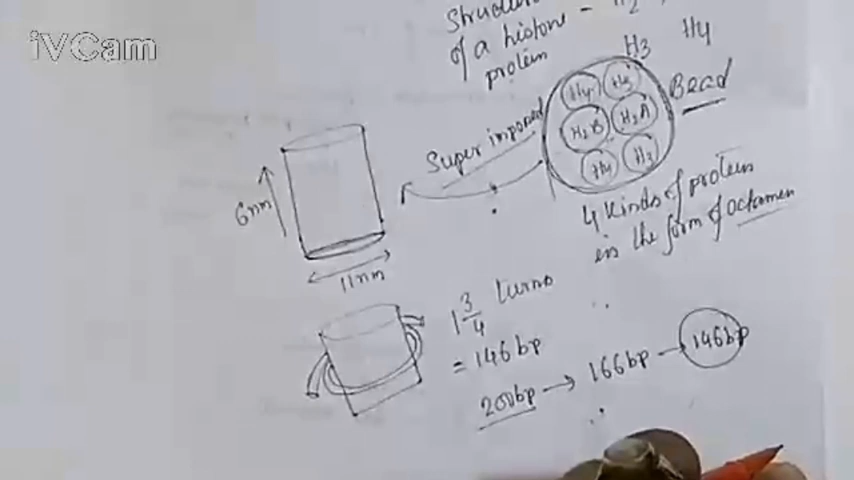 iVCam
Structure
of a histone - H2
protein
H3 H4
H4 H3
H2B H2A
H4 H3
Bead
Super imposed
6nm
11nm
4 kinds of protein
in the form of octamer
1 3/4 turns
= 146bp
200bp → 166bp → 146bp